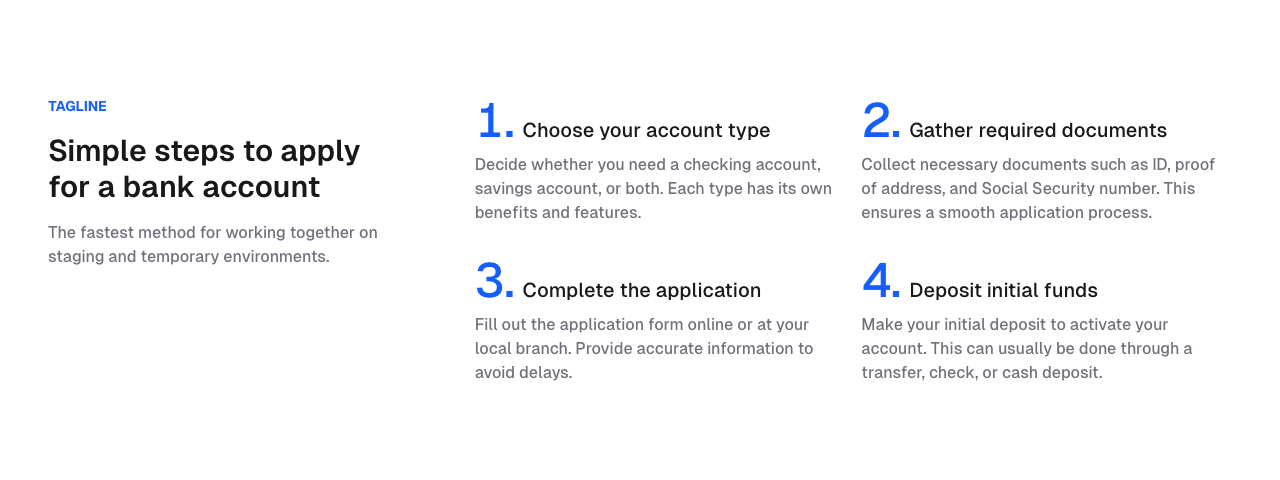 TAGLINE
Simple steps to apply
for a bank account
The fastest method for working together on
staging and temporary environments.
1. Choose your account type
Decide whether you need a checking account,
savings account, or both. Each type has its own
benefits and features.
2. Gather required documents
Collect necessary documents such as ID, proof
of address, and Social Security number. This
ensures a smooth application process.
3. Complete the application
Fill out the application form online or at your
local branch. Provide accurate information to
avoid delays.
4. Deposit initial funds
Make your initial deposit to activate your
account. This can usually be done through a
transfer, check, or cash deposit.